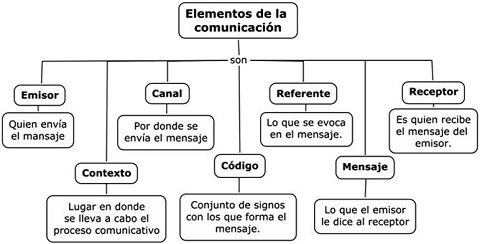 Elementos de la
comunicación
son
Emisor
Quien envía
el mansaje
Canal
Por donde se
envía el mensaje
Referente
Lo que se evoca
en el mensaje.
Receptor
Es quien recibe
el mensaje del
emisor.
Contexto
Lugar en donde
se lleva a cabo el
proceso comunicativo
Código
Conjunto de signos
con los que forma el
mensaje.
Mensaje
Lo que el emisor
le dice al receptor